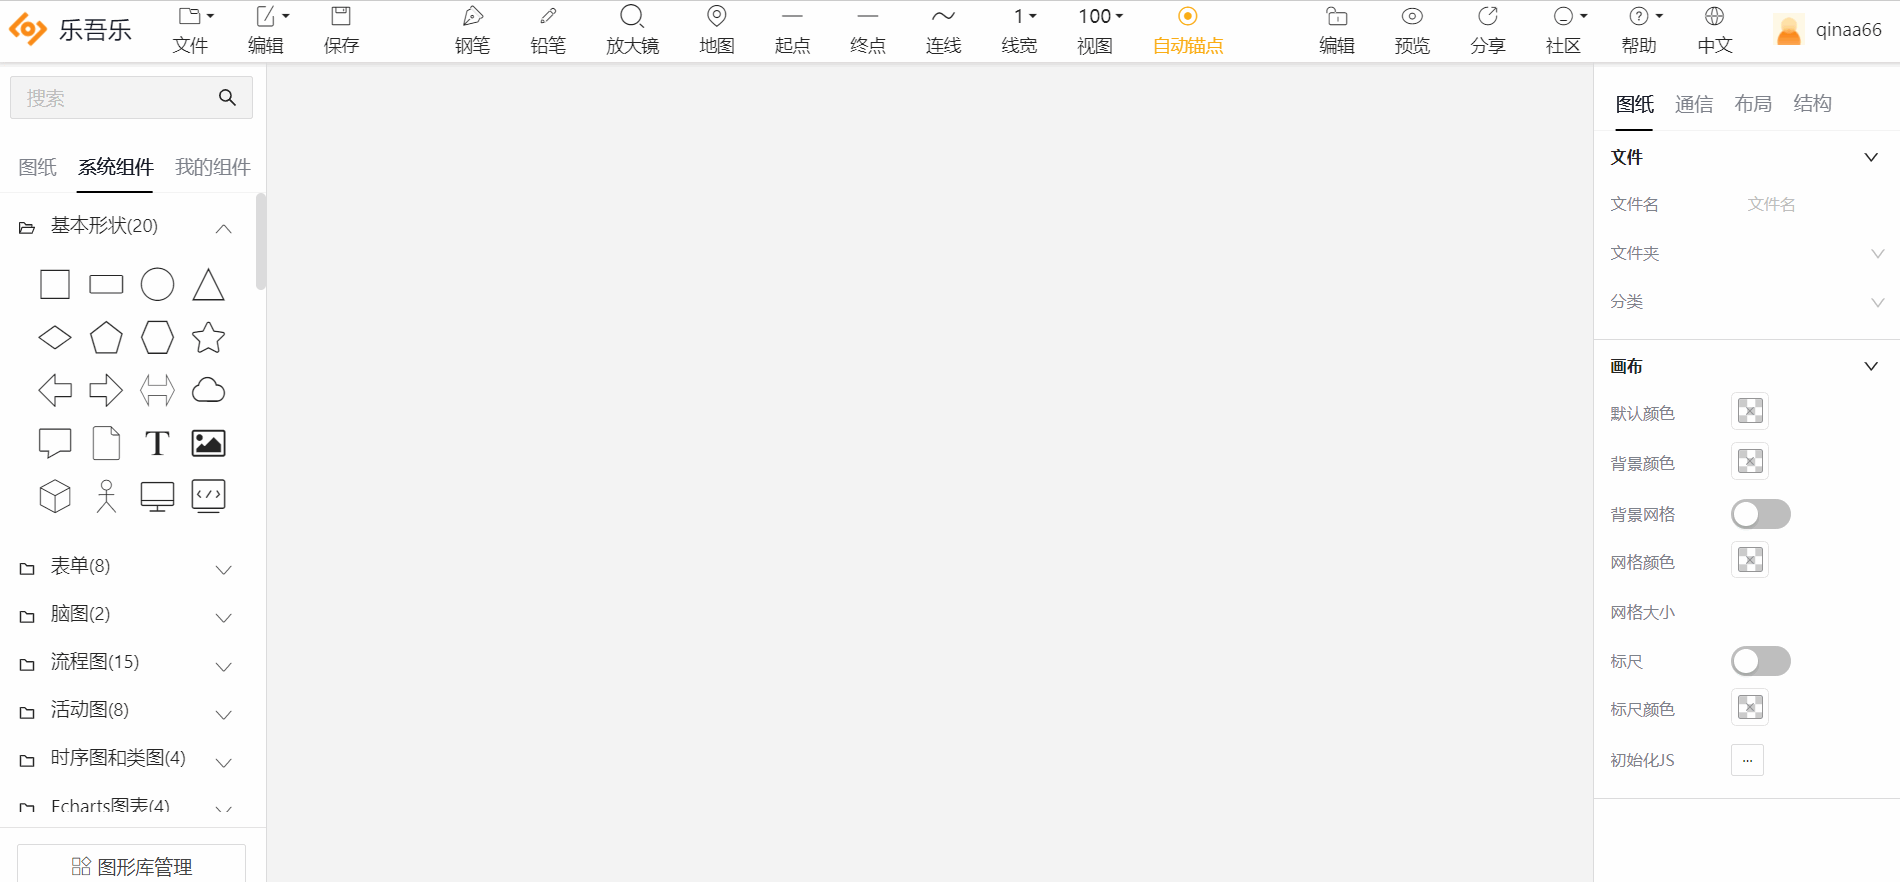 乐吾乐
文件 编辑 保存 钢笔 铅笔 放大镜 地图 起点 终点 连线 1 线宽 100 视图 自动锚点 编辑 预览 分享 社区 帮助 中文 qinaa66
搜索
图纸 系统组件 我的组件
基本形状(20)
T
表单(8)
脑图(2)
流程图(15)
活动图(8)
时序图和类图(4)
Echarts图表(4)
图形库管理
图纸 通信 布局 结构
文件
文件名 文件名
文件夹
分类
画布
默认颜色
背景颜色
背景网格
网格颜色
网格大小
标尺
标尺颜色
初始化JS ...